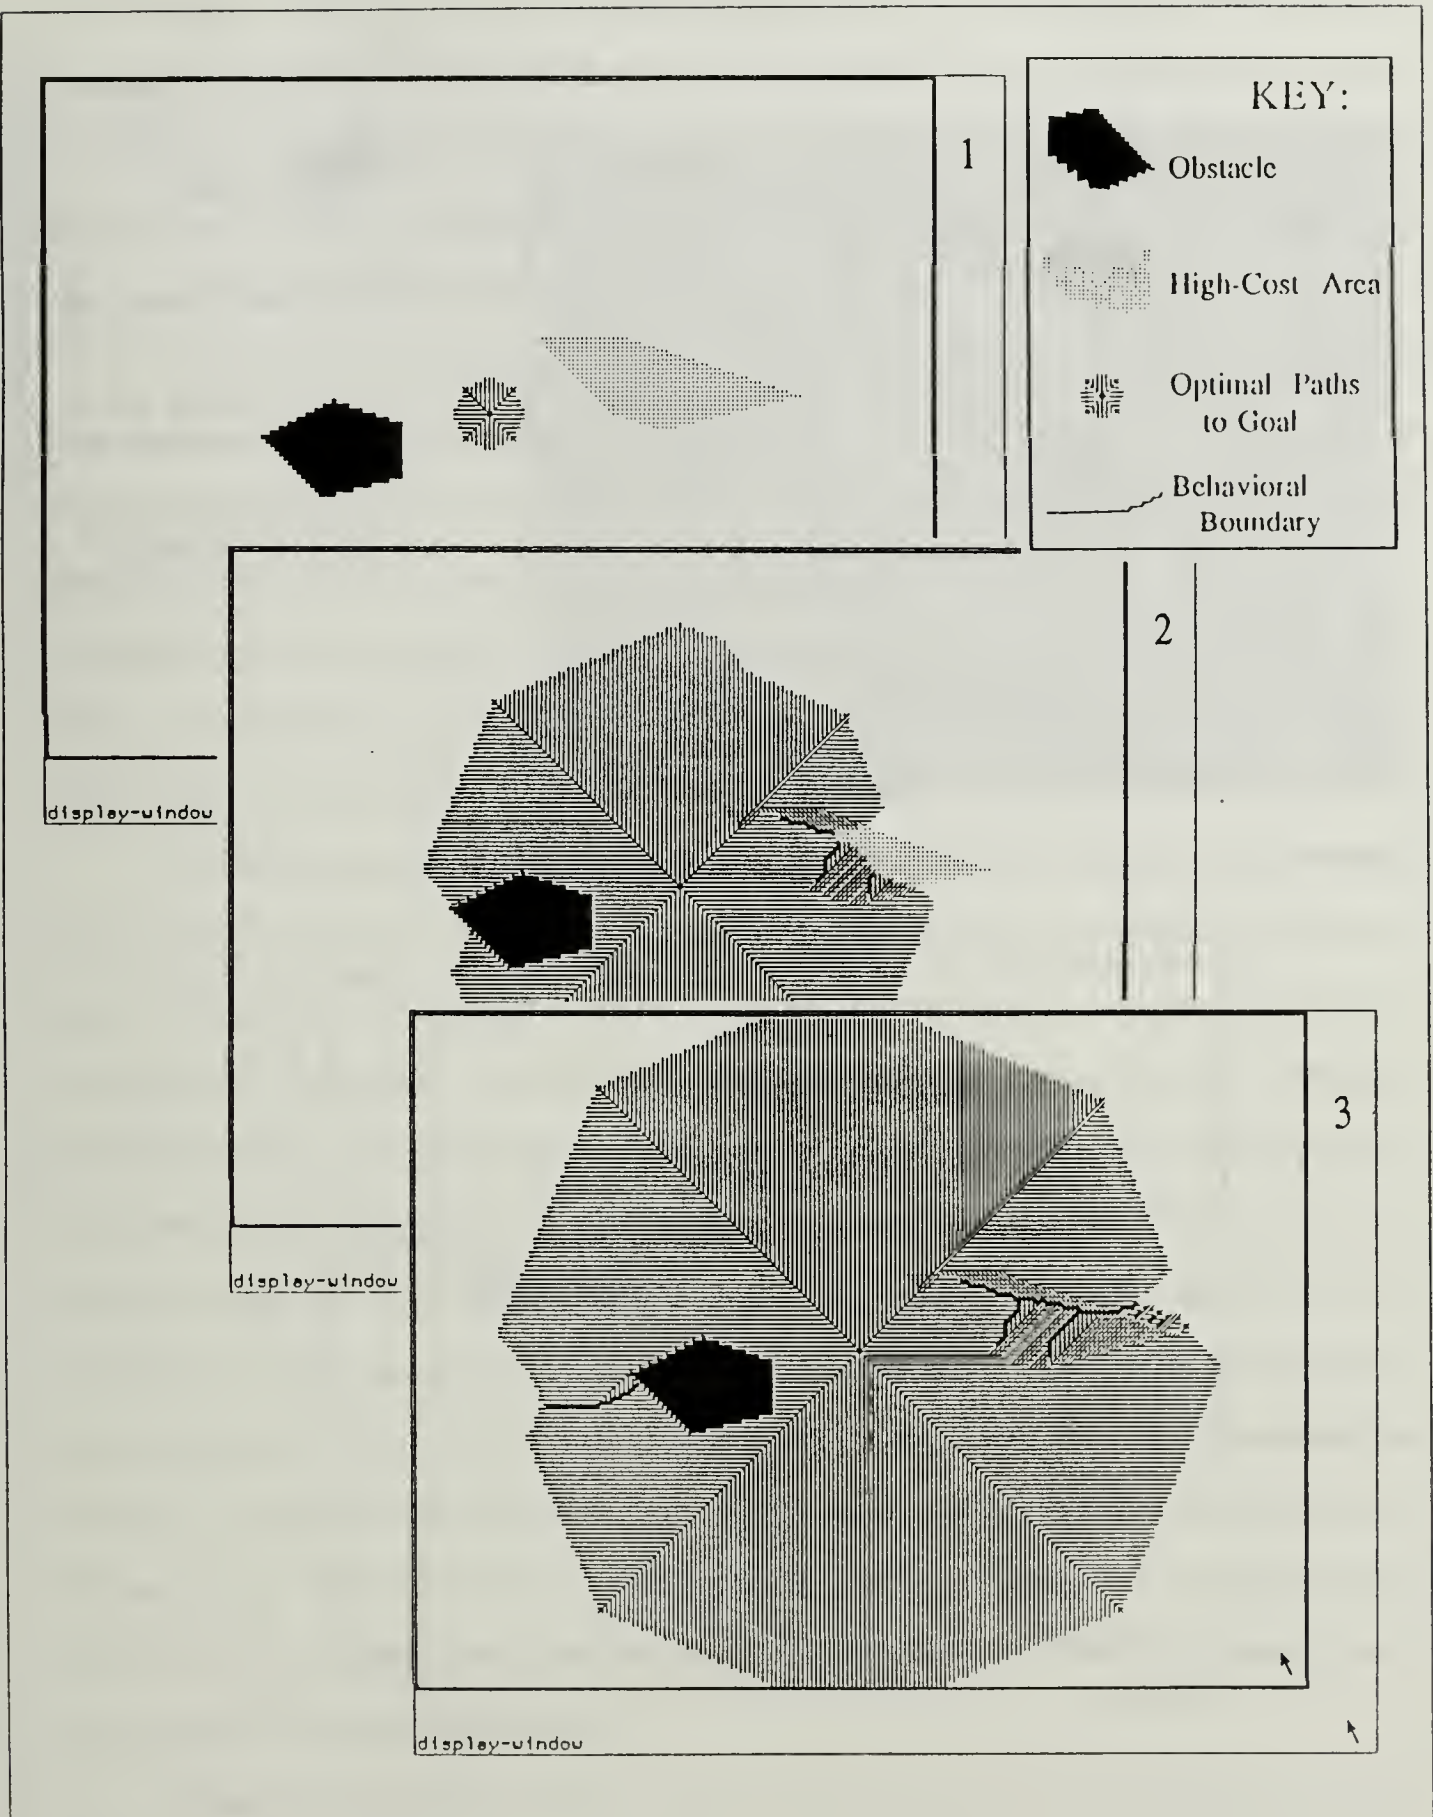 1
KEY:
Obstacle
High-Cost Area
Optimal Paths
to Goal
Behavioral
Boundary
display-window
2
display-window
3
display-window